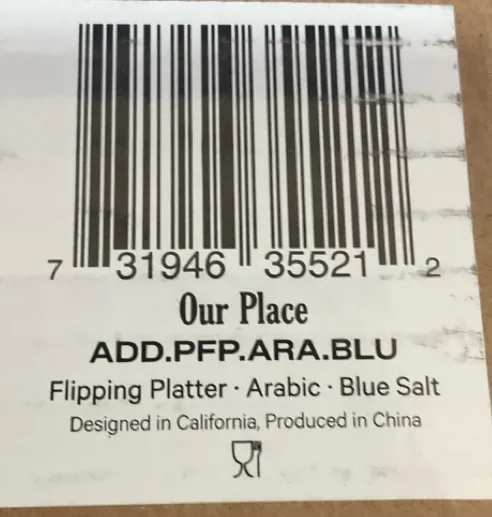 7 31946 35521 2
Our Place
ADD.PFP.ARA.BLU
Flipping Platter · Arabic · Blue Salt
Designed in California, Produced in China